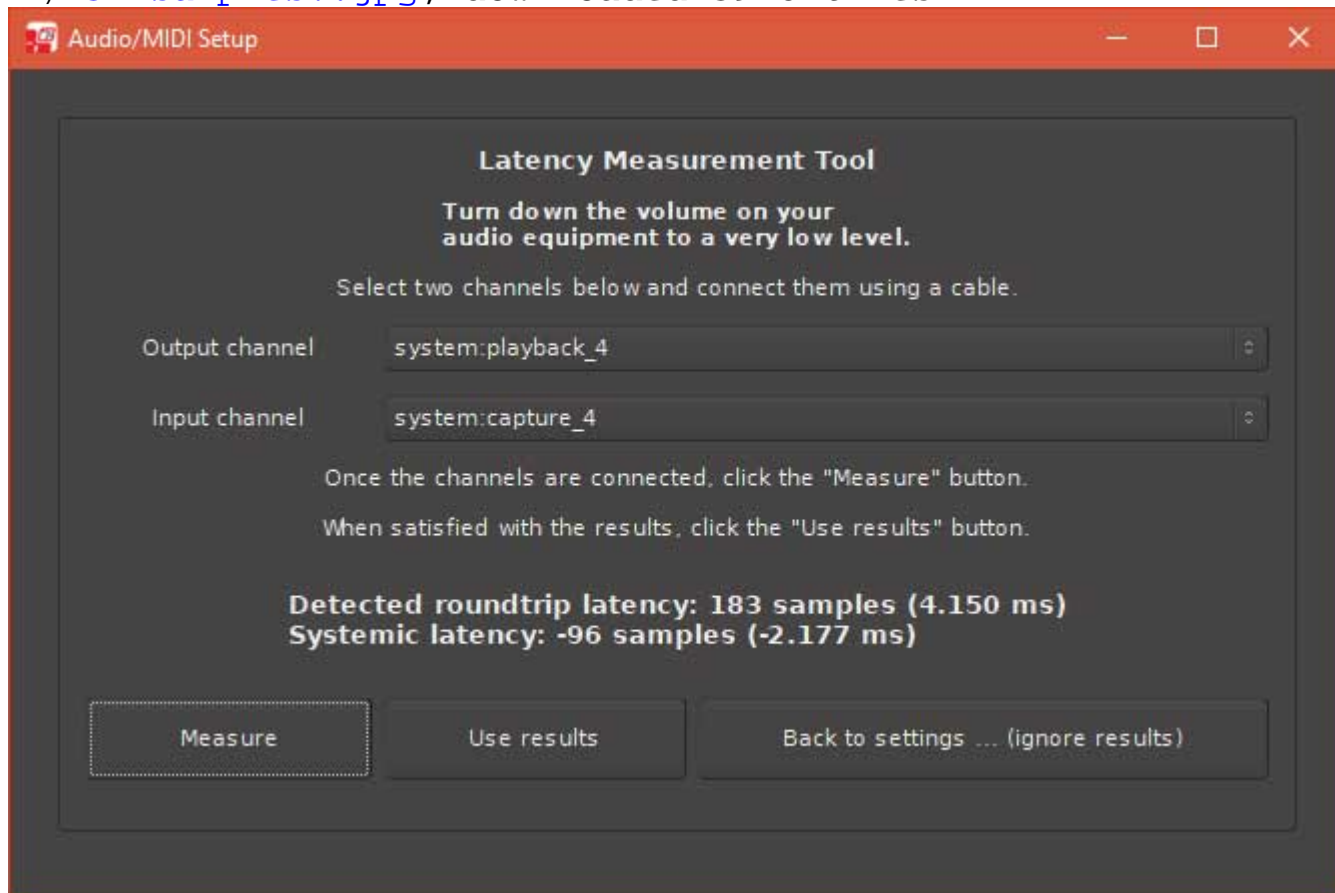 Audio/MIDI Setup
Latency Measurement Tool
Turn down the volume on your
audio equipment to a very low level.
Select two channels below and connect them using a cable.
Output channel system:playback_4
Input channel system:capture_4
Once the channels are connected, click the "Measure" button.
When satisfied with the results, click the "Use results" button.
Detected roundtrip latency: 183 samples (4.150 ms)
Systemic latency: -96 samples (-2.177 ms)
Measure Use results Back to settings ... (ignore results)